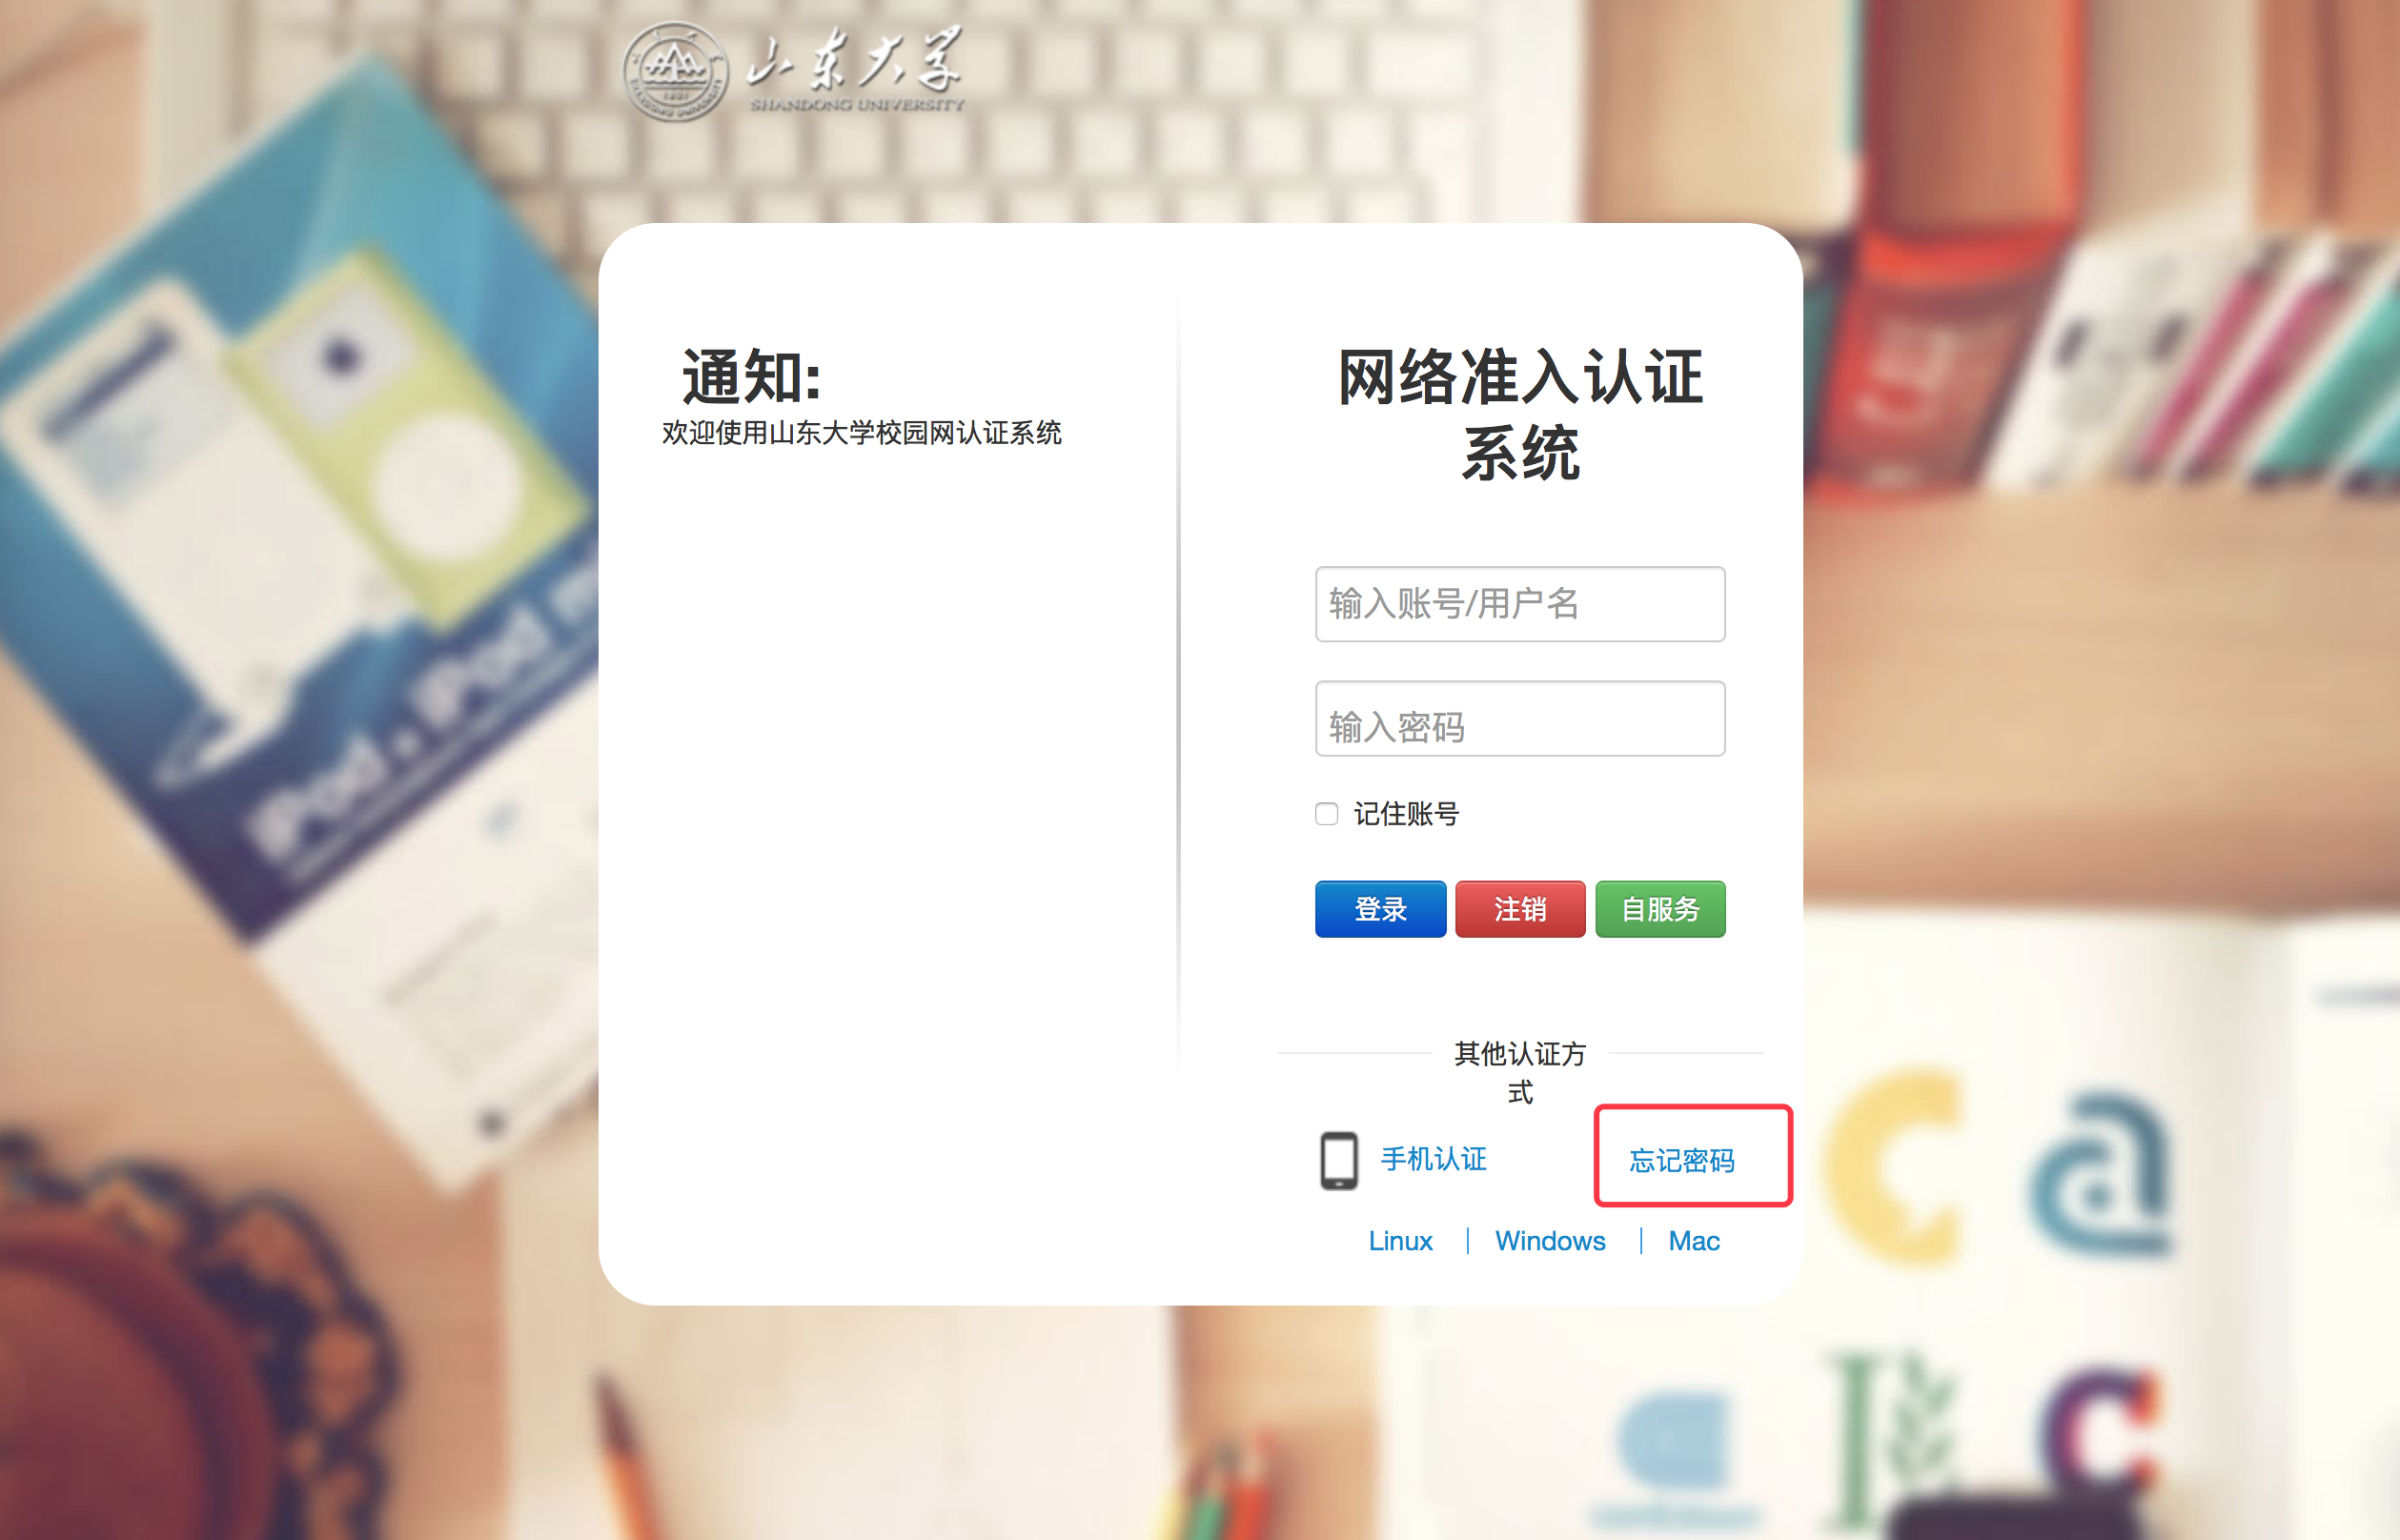 山东大学
SHANDONG UNIVERSITY
通知:
欢迎使用山东大学校园网认证系统
网络准入认证
系统
输入账号/用户名
输入密码
记住账号
登录 注销 自服务
其他认证方
式
手机认证 忘记密码
Linux | Windows | Mac
iPod + iPod